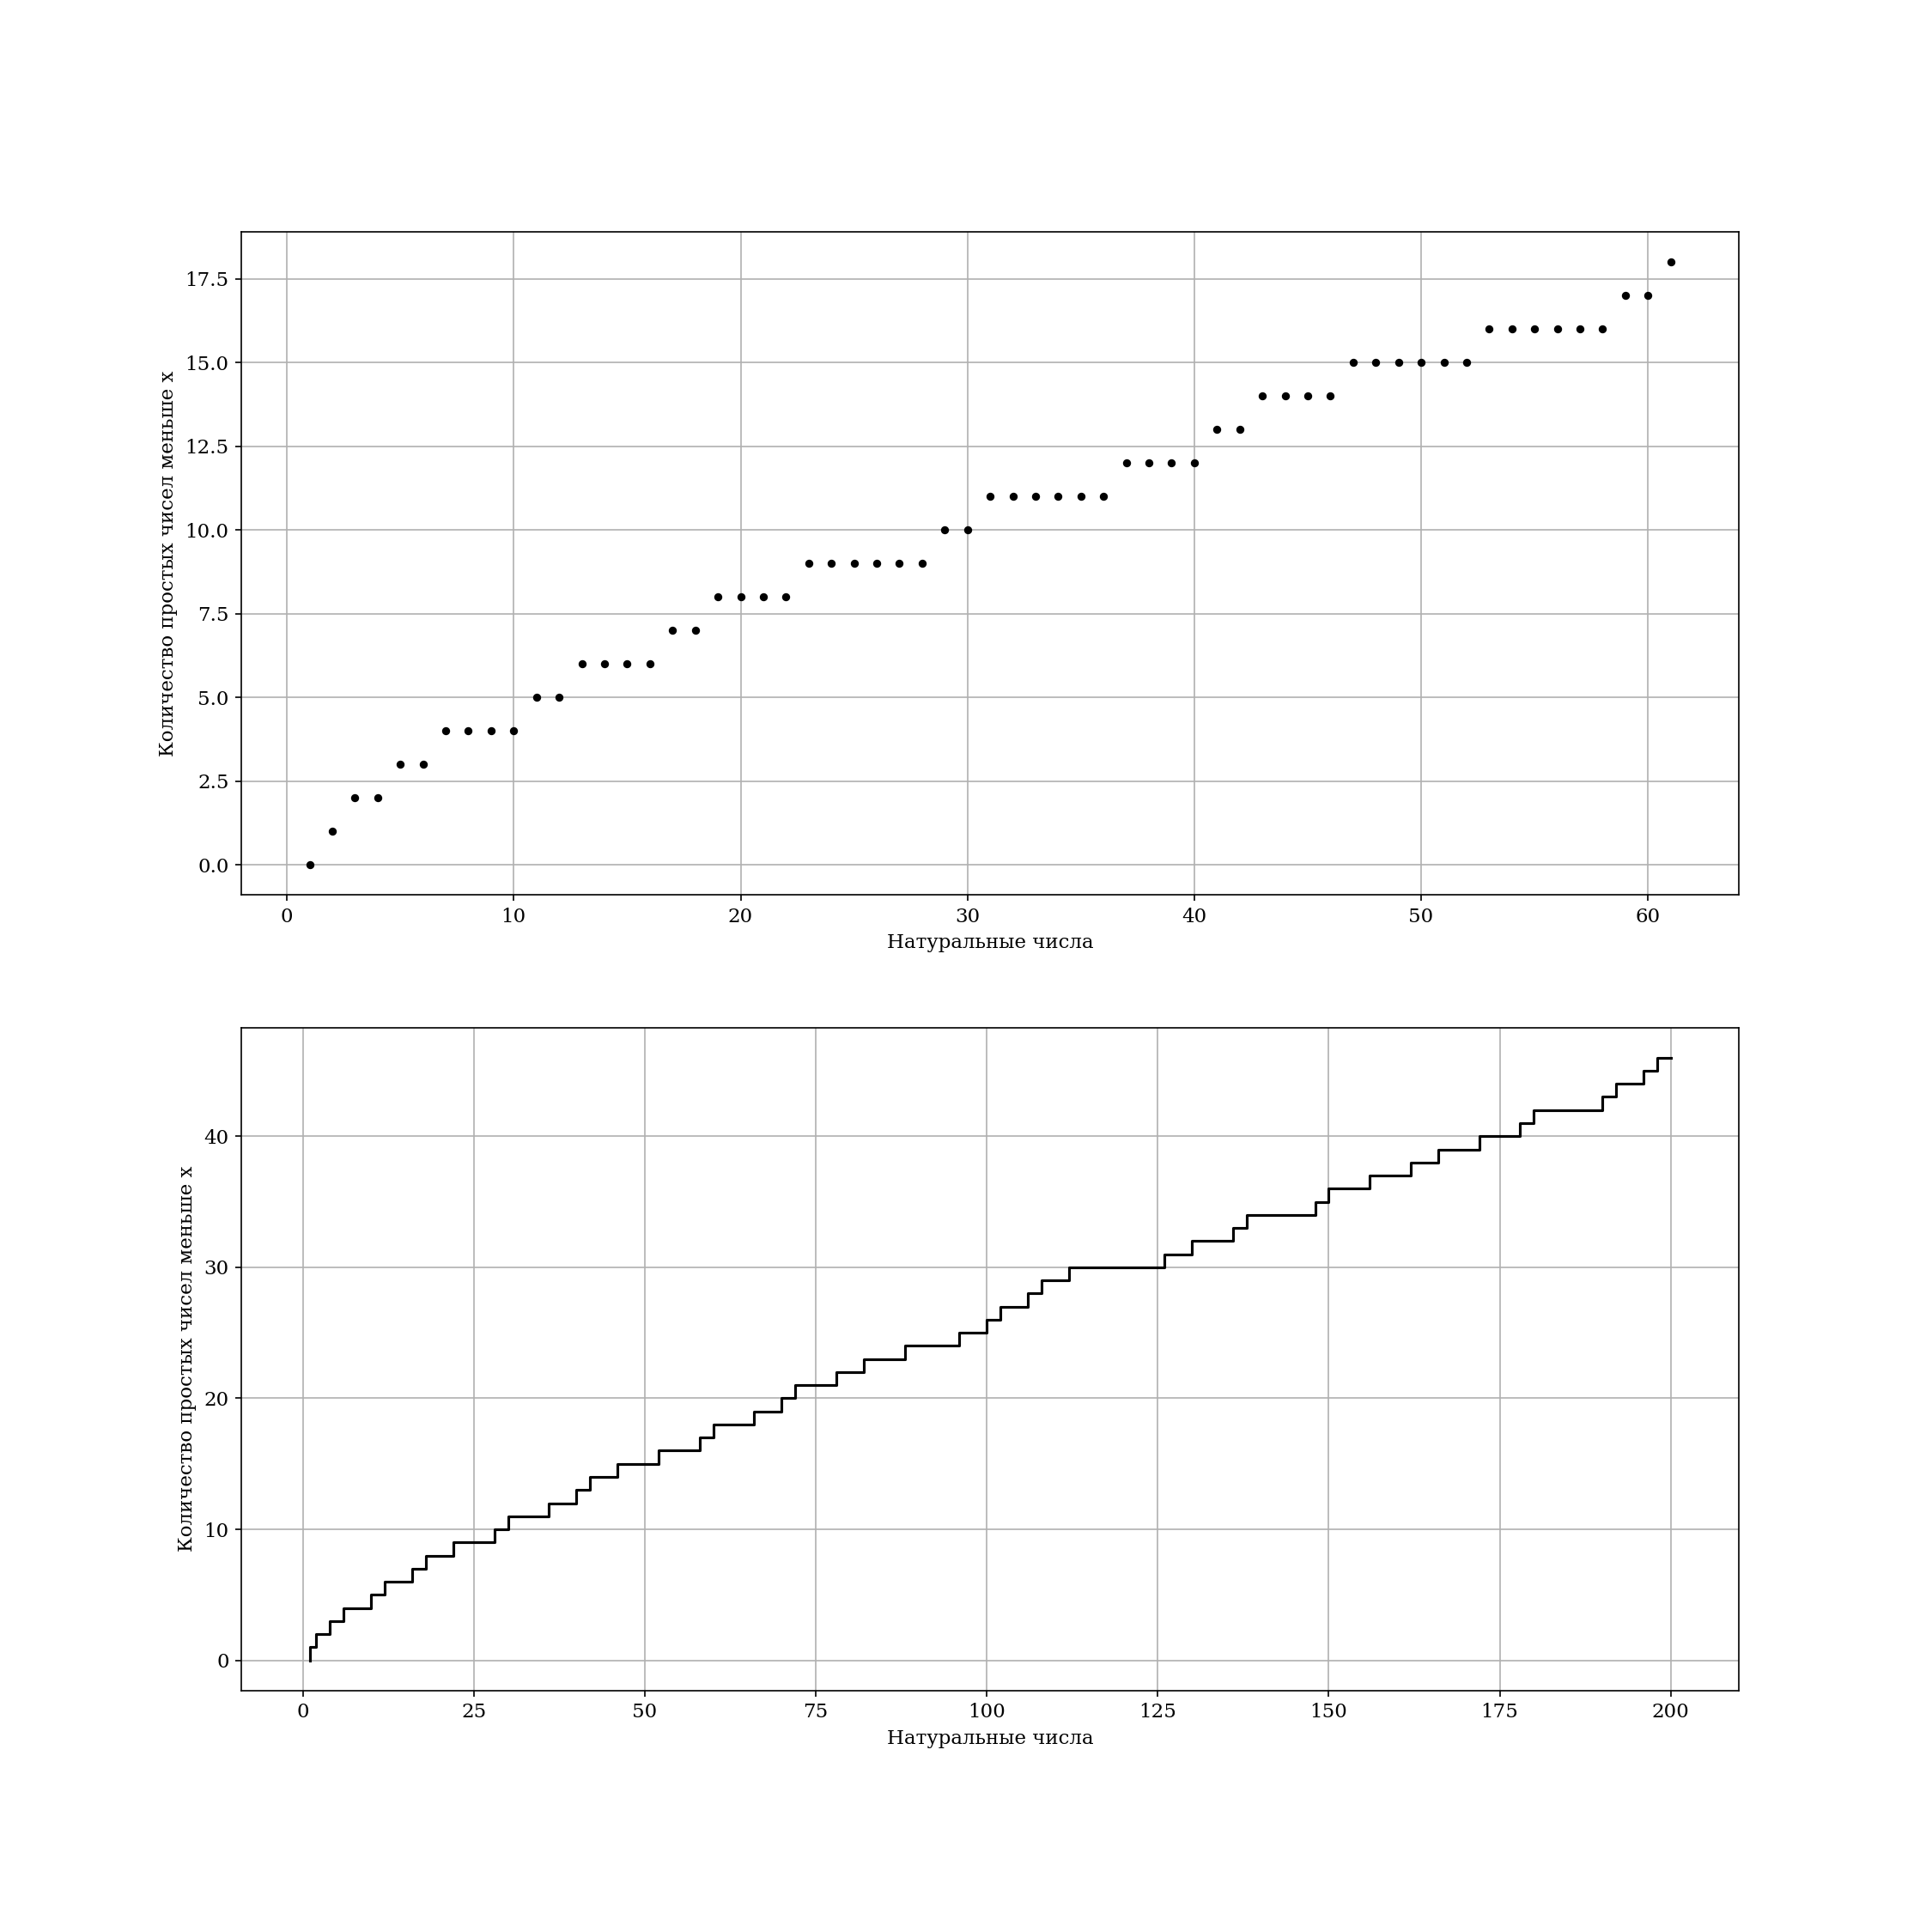 Количество простых чисел меньше x
17.5
15.0
12.5
10.0
7.5
5.0
2.5
0.0
0 10 20 30 40 50 60
Натуральные числа
Количество простых чисел меньше x
40
30
20
10
0
0 25 50 75 100 125 150 175 200
Натуральные числа